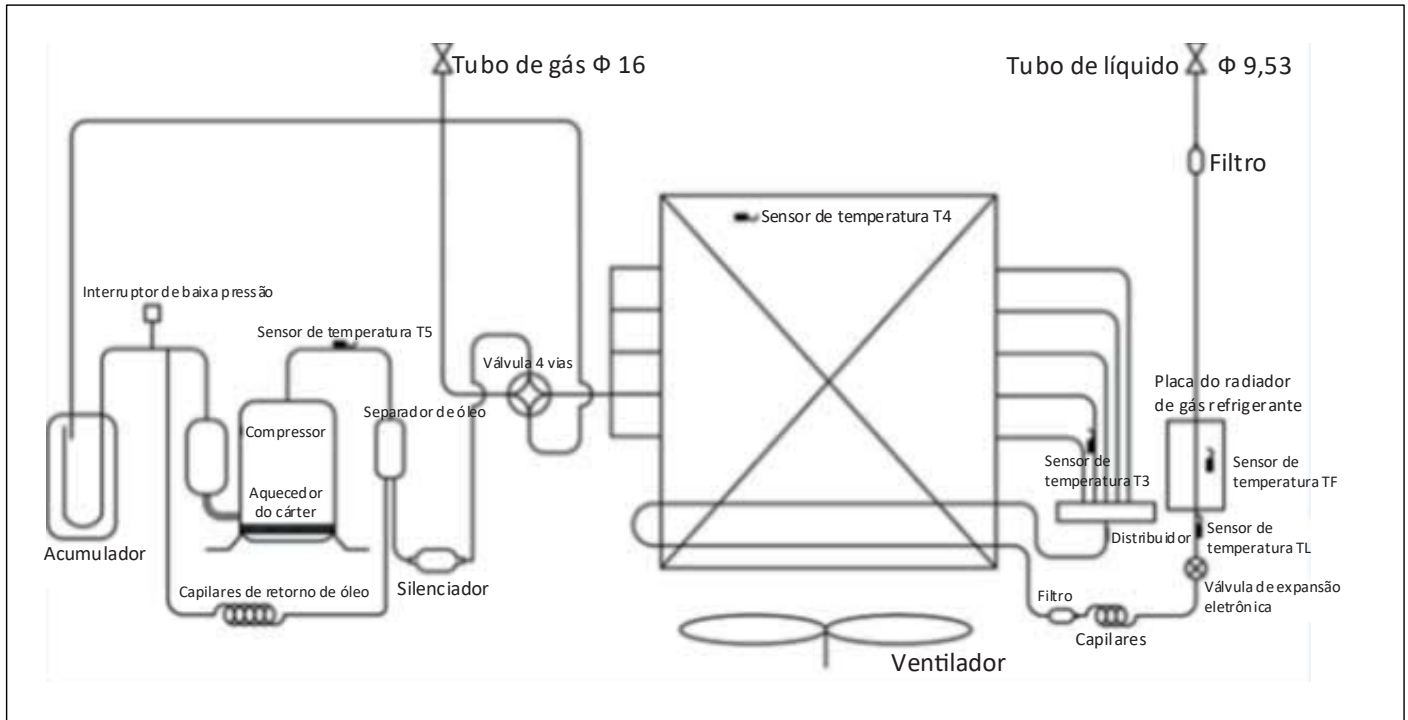 Tubo de gás Φ 16
Tubo de líquido Φ 9,53
Filtro
Sensor de temperatura T4
Interruptor de baixa pressão
Sensor de temperatura T5
Válvula 4 vias
Separador de óleo
Placa do radiador
de gás refrigerante
Compressor
Sensor de
temperatura T3
Sensor de
temperatura TF
Aquecedor
do cárter
Acumulador
Distribuidor
Sensor de
temperatura TL
Capilares de retorno de óleo
Silenciador
Filtro
Válvula de expansão
eletrônica
Capilares
Ventilador